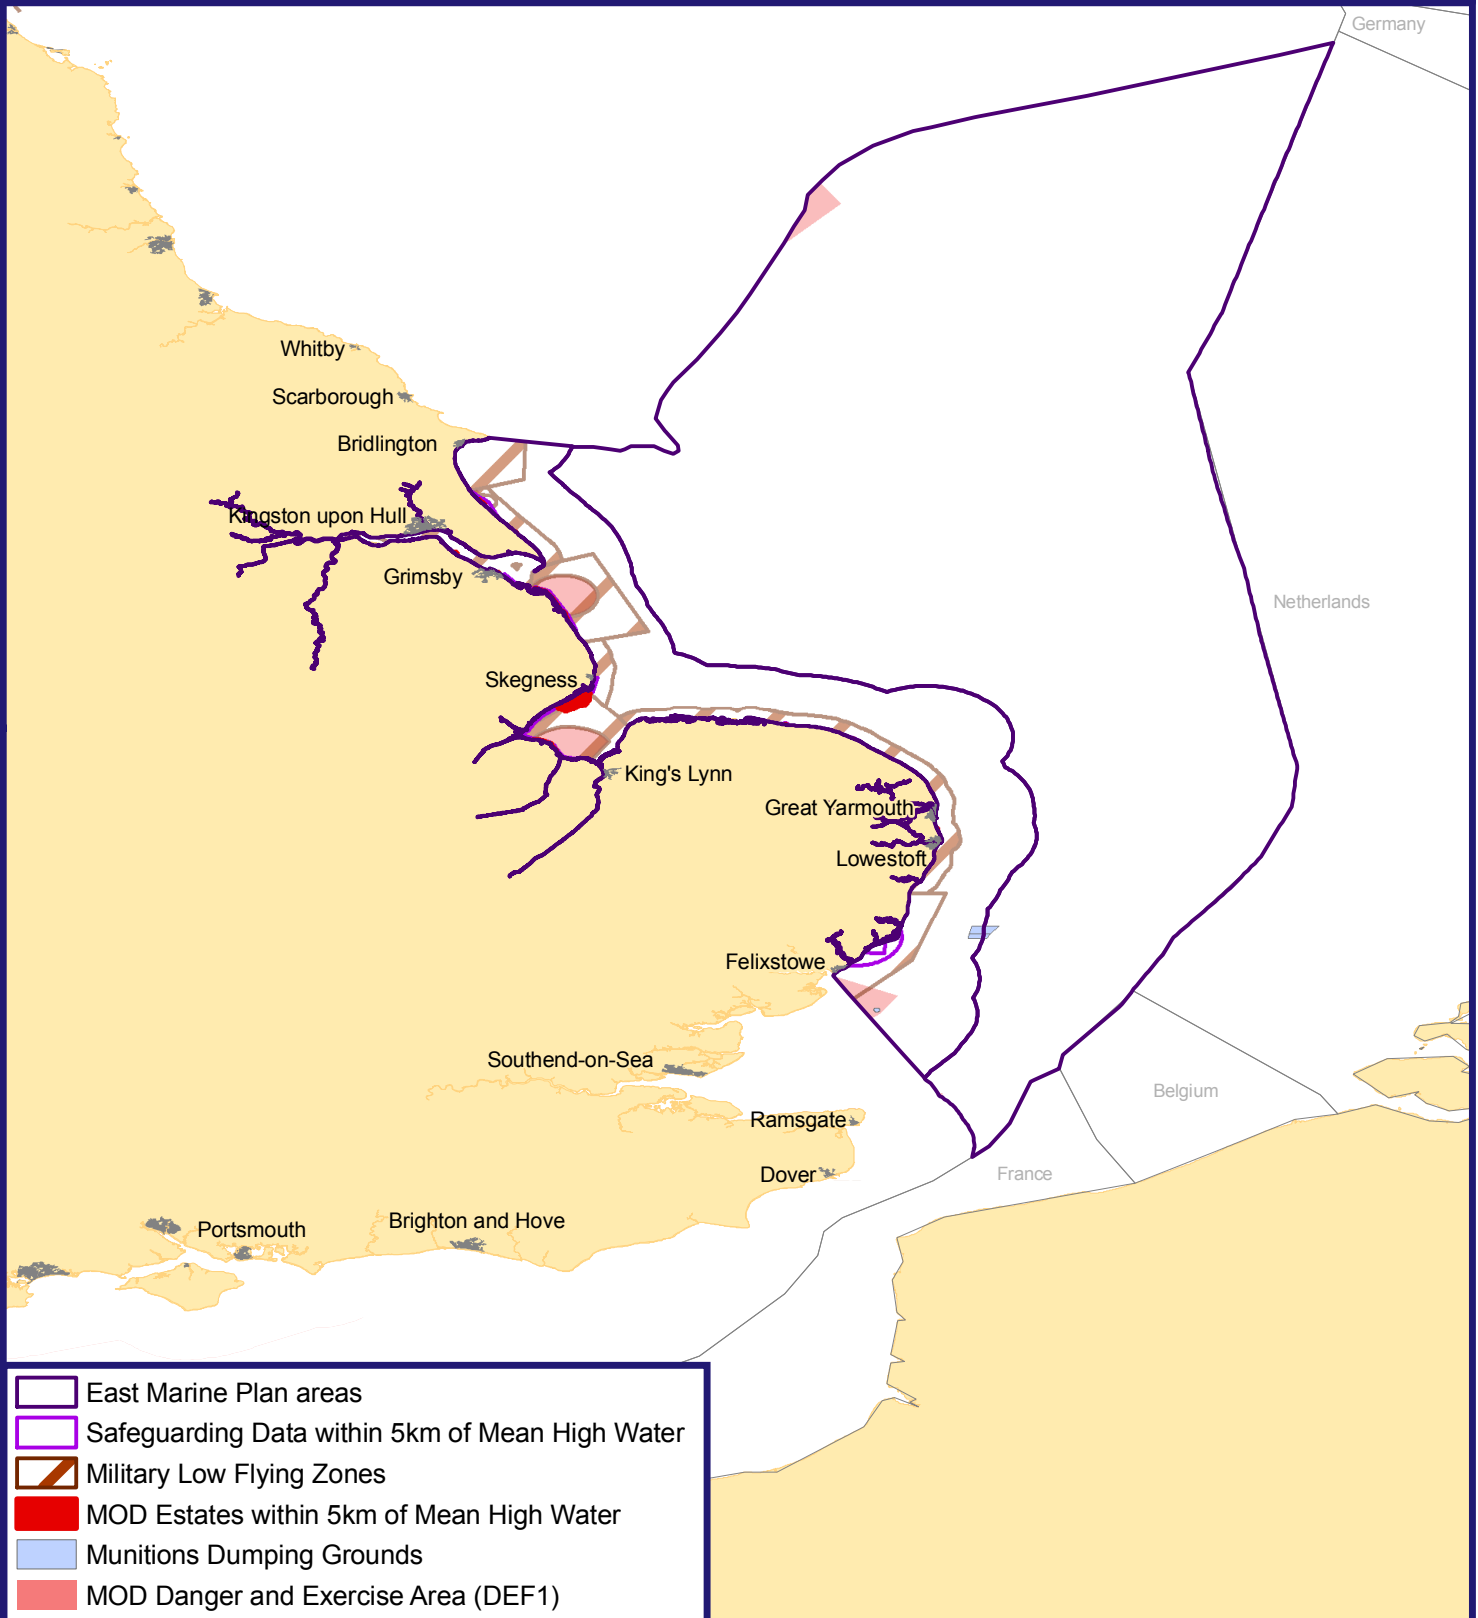 Germany
Whitby
Scarborough
Bridlington
Kingston upon Hull
Grimsby
Netherlands
Skegness
King's Lynn
Great Yarmouth
Lowestoft
Felixstowe
Southend-on-Sea
Belgium
Ramsgate
Dover
France
Brighton and Hove
Portsmouth
East Marine Plan areas
Safeguarding Data within 5km of Mean High Water
Military Low Flying Zones
MOD Estates within 5km of Mean High Water
Munitions Dumping Grounds
MOD Danger and Exercise Area (DEF1)